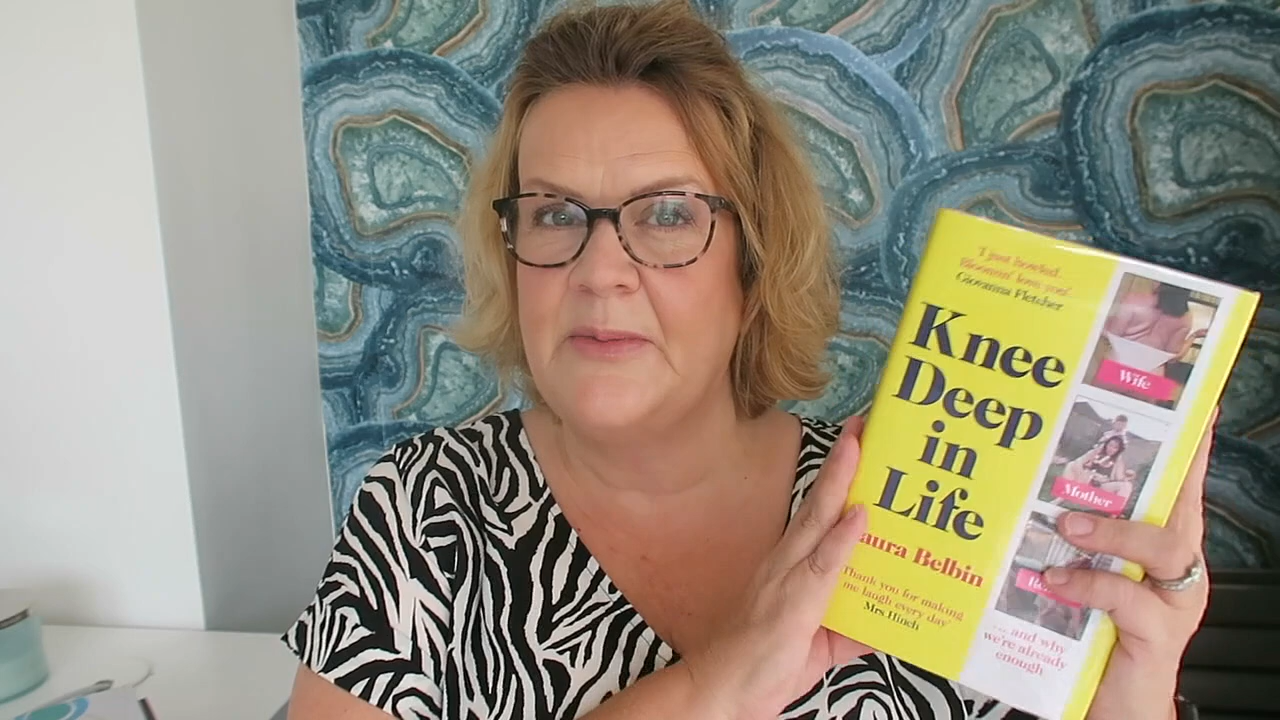 'I just howled.
Bloomin' love you!'
Giovanna Fletcher
Knee
Deep
in
Life
aura Belbin
'Thank you for making
me laugh every day'
Mrs Hinch
Wife
Mother
... and why
we're already
enough